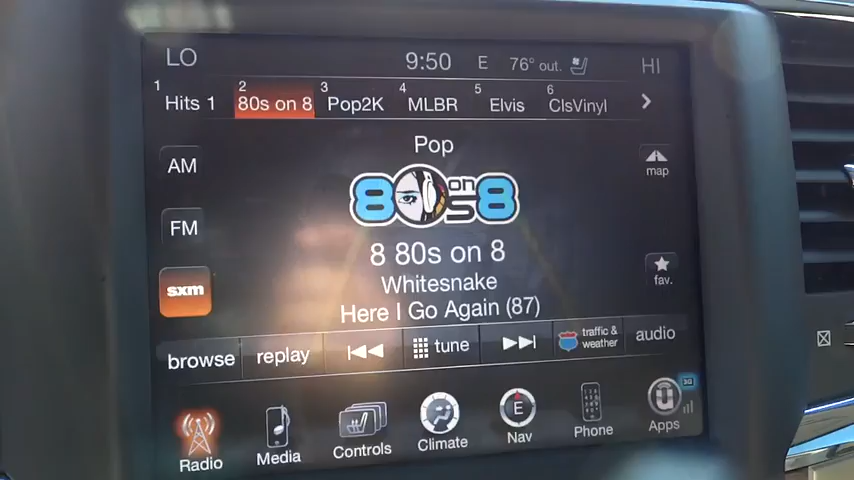 LO 9:50 E 76° out. HI
1 Hits 1 2 80s on 8 3 Pop2K 4 MLBR 5 Elvis 6 ClsVinyl
Pop
AM
map
80s on 8
FM
8 80s on 8
fav.
sxm
Whitesnake
Here I Go Again (87)
browse replay tune traffic & weather audio
E
3G
Radio Media Controls Climate Nav Phone Apps